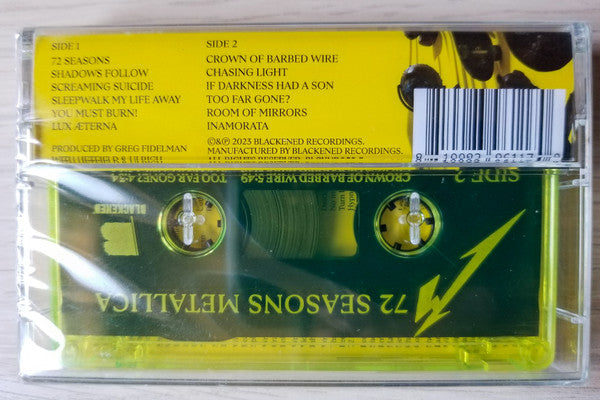 SIDE 1
72 SEASONS
SHADOWS FOLLOW
SCREAMING SUICIDE
SLEEPWALK MY LIFE AWAY
YOU MUST BURN!
LUX ÆTERNA
PRODUCED BY GREG FIDELMAN
SIDE 2
CROWN OF BARBED WIRE
CHASING LIGHT
IF DARKNESS HAD A SON
TOO FAR GONE?
ROOM OF MIRRORS
INAMORATA
©&℗ 2023 BLACKENED RECORDINGS.
MANUFACTURED BY BLACKENED RECORDINGS.
SIDE 2
CROWN OF BARBED WIRE 5:49
TOO FAR GONE? 4:34
BLACKENED
72 SEASONS METALLICA